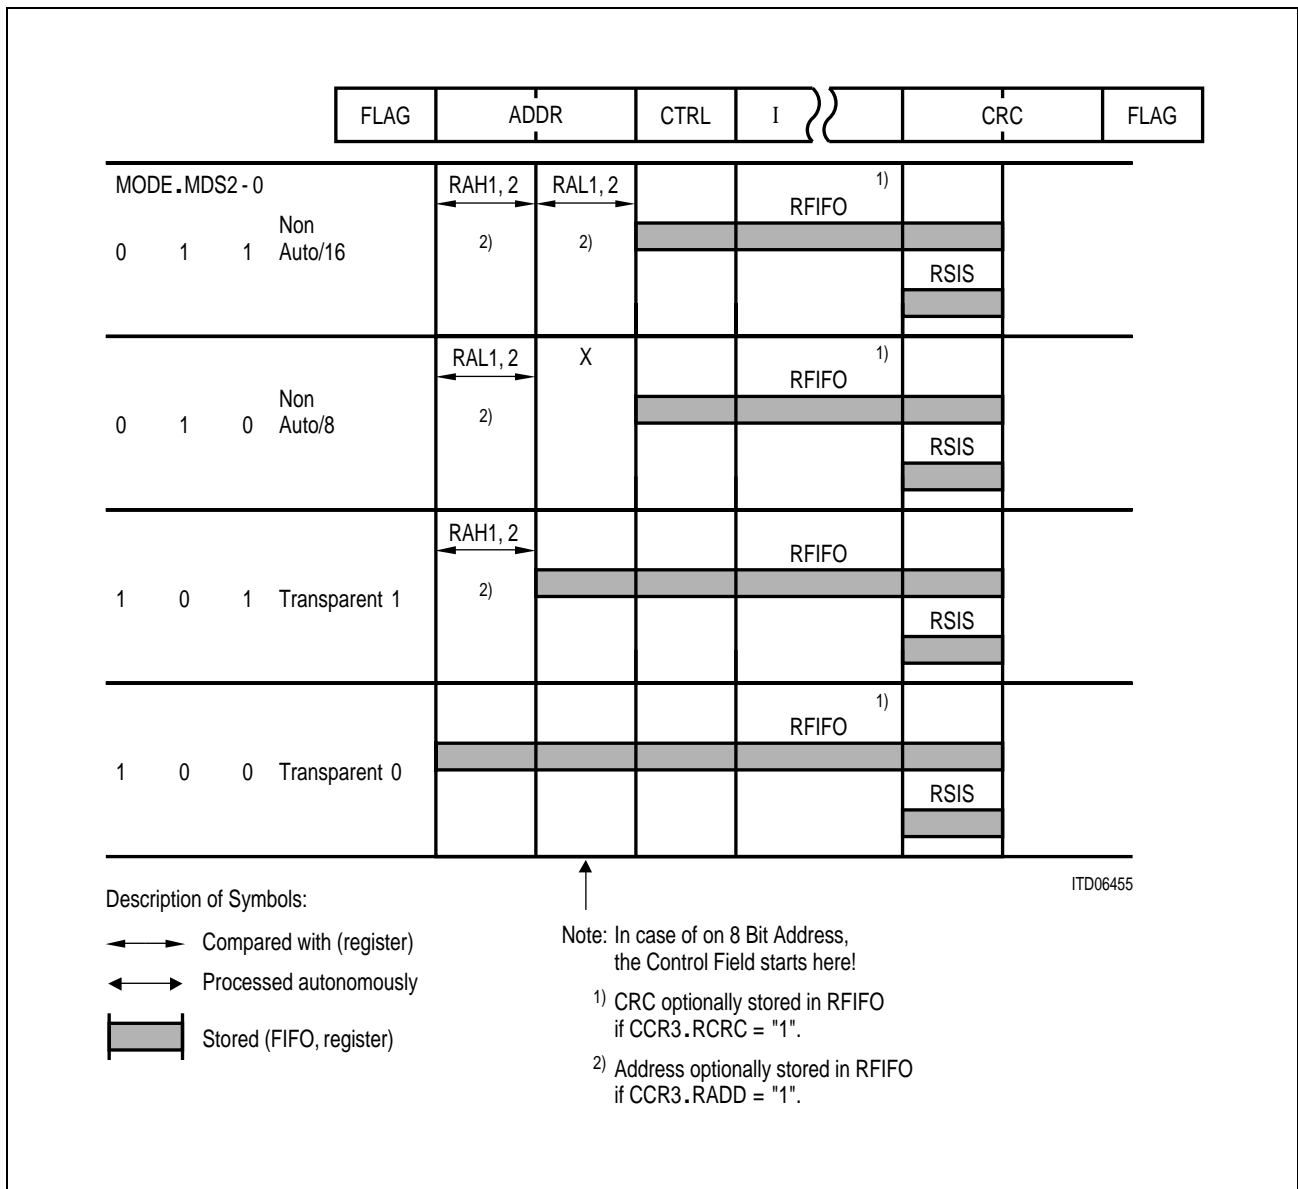 FLAG ADDR CTRL I CRC FLAG
MODE.MDS2 - 0 RAH1, 2 RAL1, 2 1)
RFIFO
0 1 1 Non
Auto/16 2) 2)
RSIS
RAL1, 2 X 1)
RFIFO
0 1 0 Non
Auto/8 2)
RSIS
RAH1, 2
RFIFO
1 0 1 Transparent 1 2)
RSIS
1)
RFIFO
1 0 0 Transparent 0
RSIS
ITD06455
Description of Symbols:
Compared with (register)
Processed autonomously
Stored (FIFO, register)
Note: In case of on 8 Bit Address,
the Control Field starts here!
1) CRC optionally stored in RFIFO
if CCR3.RCRC = "1".
2) Address optionally stored in RFIFO
if CCR3.RADD = "1".